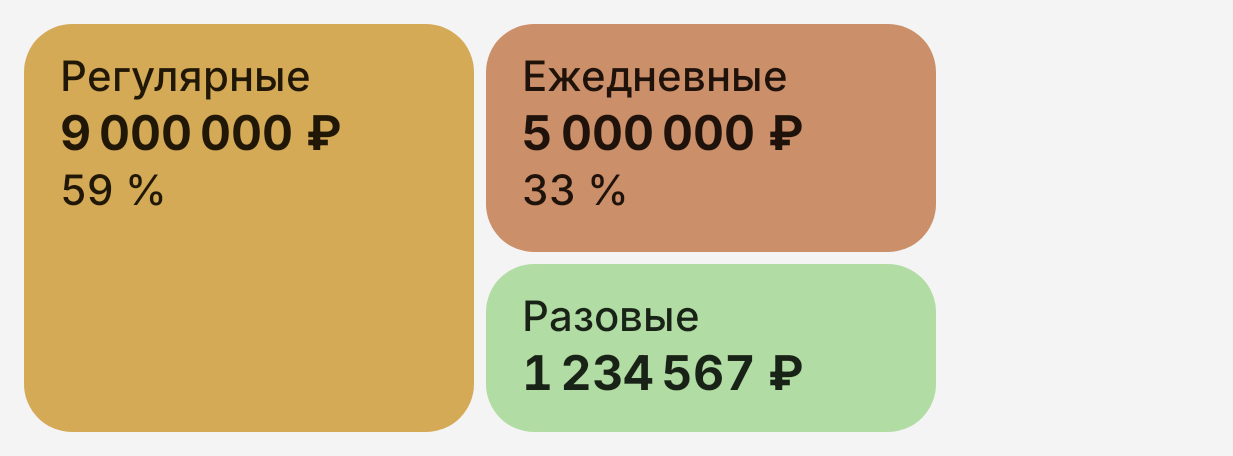 Регулярные
9 000 000 ₽
59 %
Ежедневные
5 000 000 ₽
33 %
Разовые
1 234 567 ₽